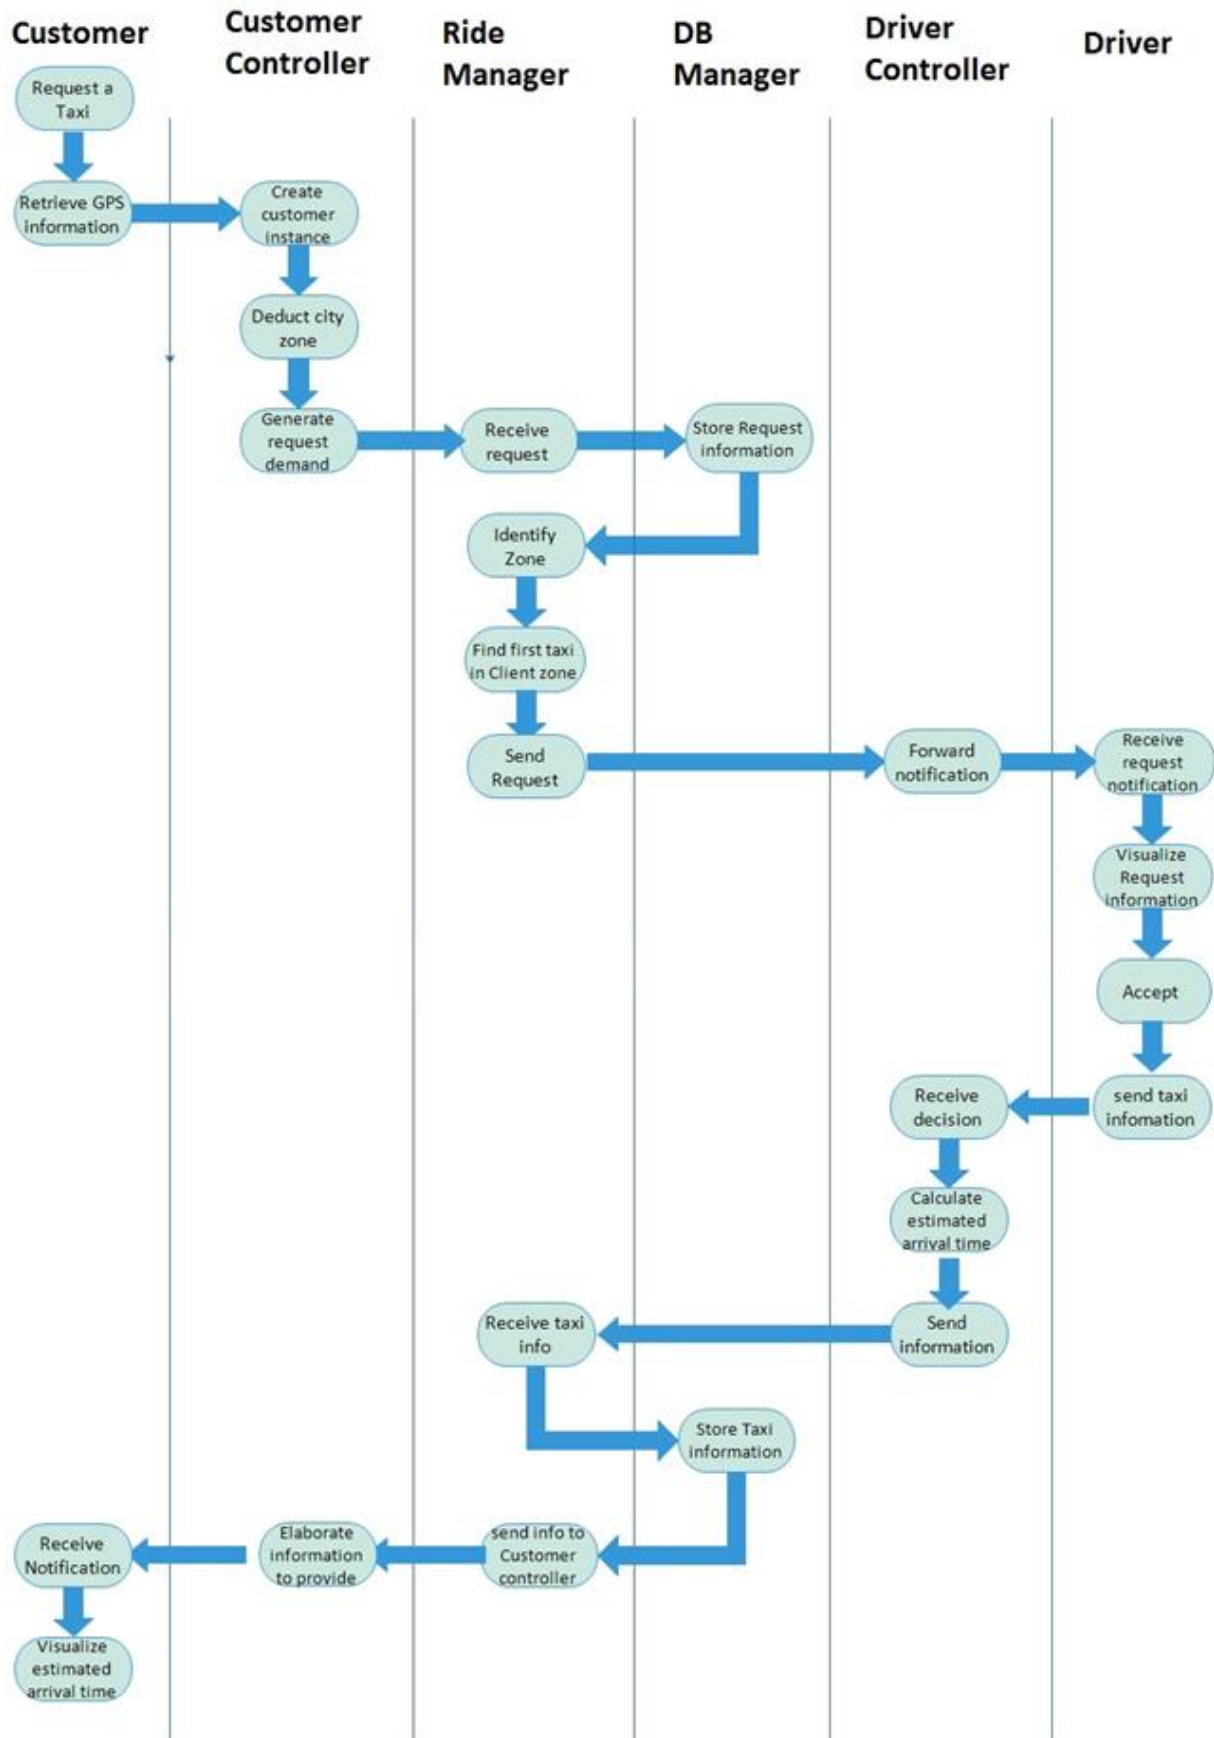 Customer
Customer
Controller
Ride
Manager
DB
Manager
Driver
Controller
Driver
Request a
Taxi
Retrieve GPS
information
Create
customer
instance
Deduct city
zone
Generate
request
demand
Receive
request
Store Request
information
Identify
Zone
Find first taxi
in Client zone
Send
Request
Forward
notification
Receive
request
notification
Visualize
Request
information
Accept
send taxi
infomation
Receive
decision
Calculate
estimated
arrival time
Send
information
Receive taxi
info
Store Taxi
information
send info to
Customer
controller
Elaborate
information
to provide
Receive
Notification
Visualize
estimated
arrival time